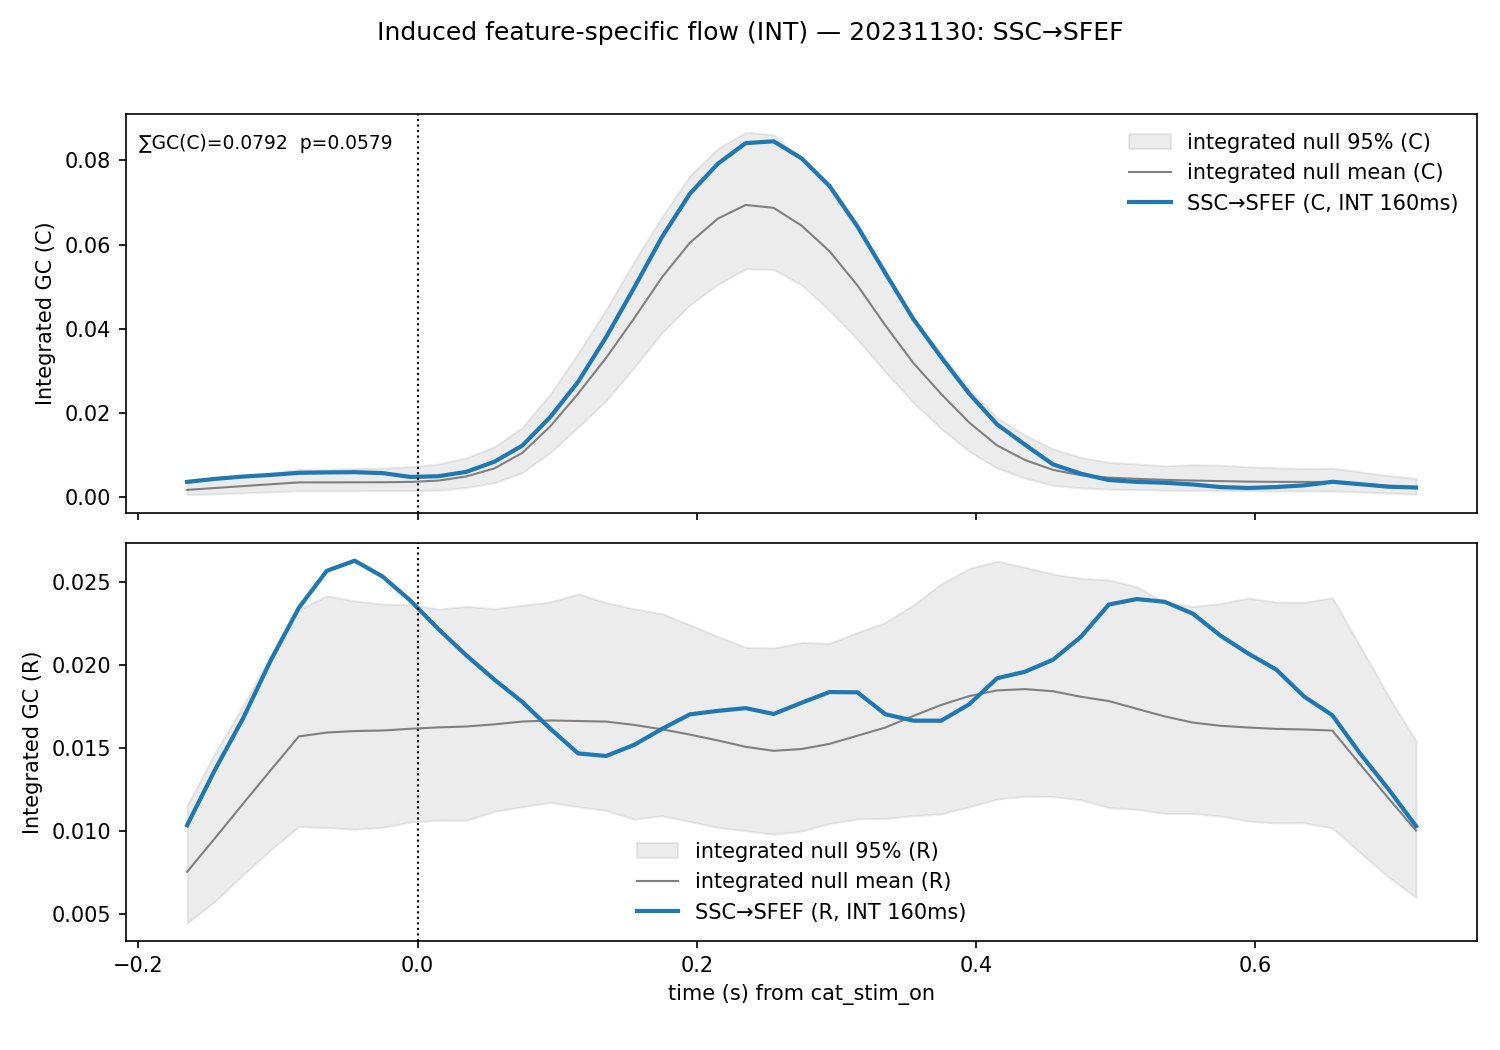 Induced feature-specific flow (INT) — 20231130: SSC→SFEF
∑GC(C)=0.0792  p=0.0579
integrated null 95% (C)
integrated null mean (C)
SSC→SFEF (C, INT 160ms)
Integrated GC (C)
0.08
0.06
0.04
0.02
0.00
Integrated GC (R)
0.025
0.020
0.015
0.010
0.005
integrated null 95% (R)
integrated null mean (R)
SSC→SFEF (R, INT 160ms)
−0.2 0.0 0.2 0.4 0.6
time (s) from cat_stim_on